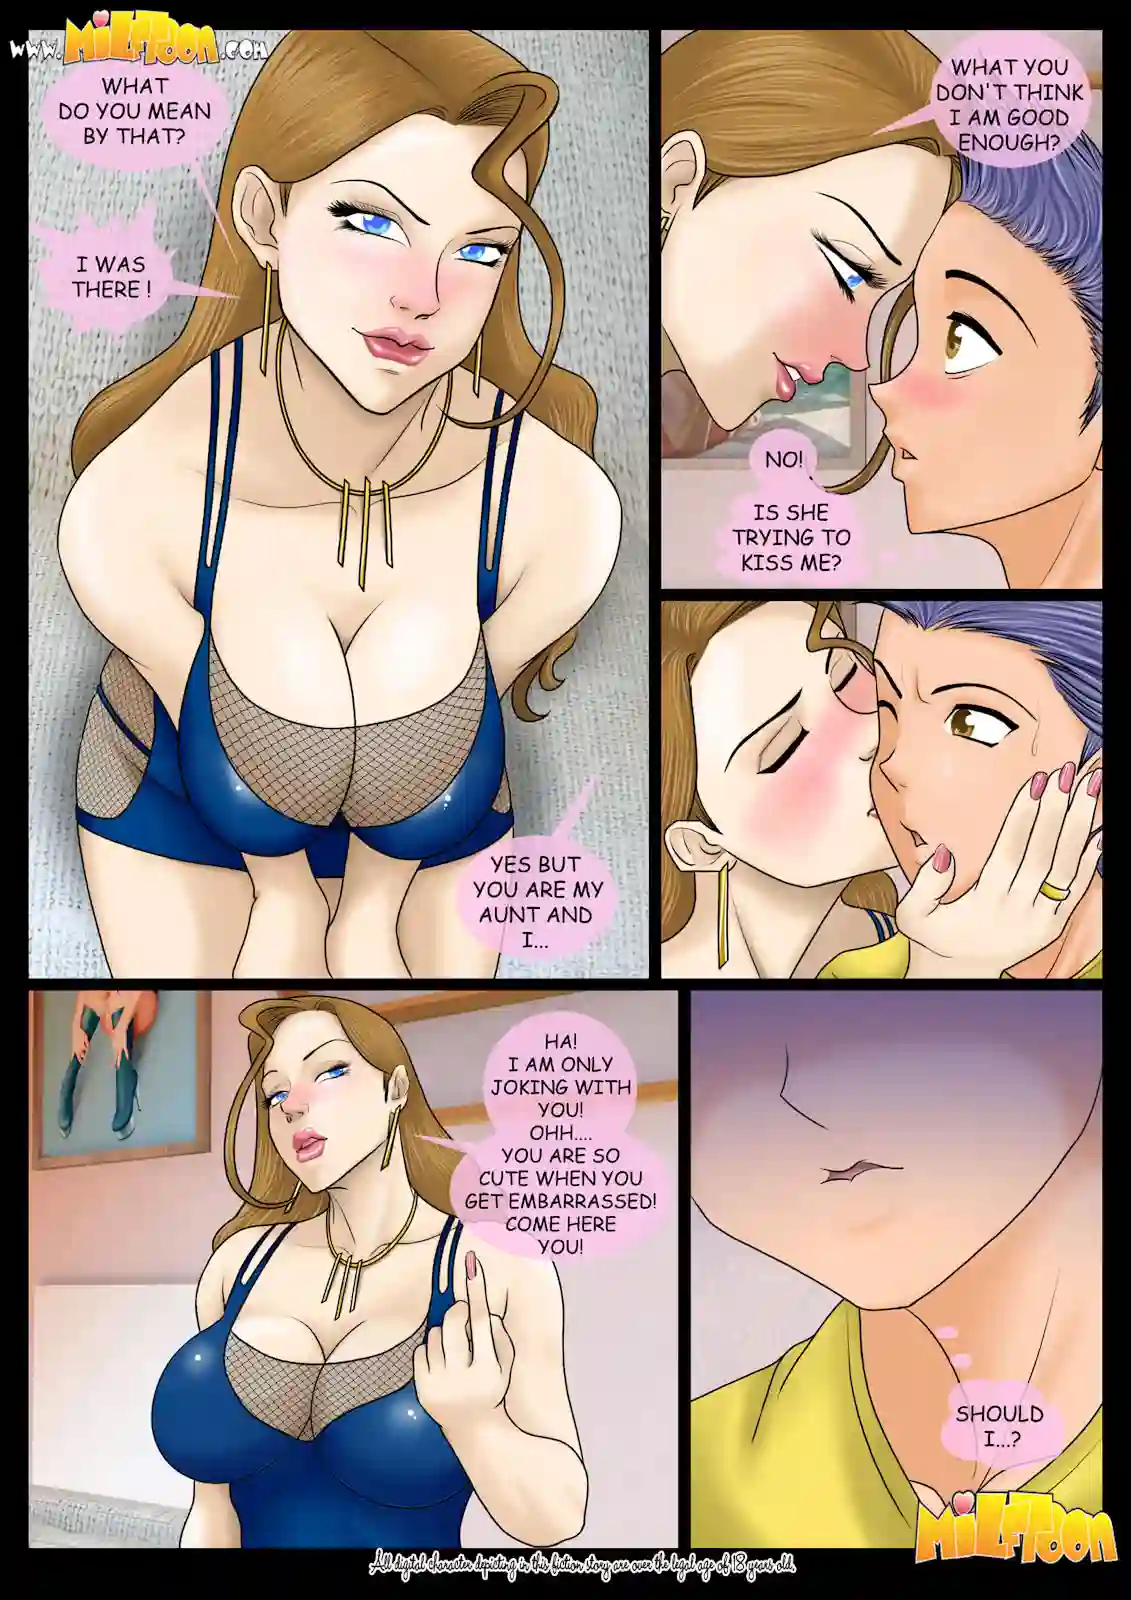 www.MILFToon.com
WHAT
DO YOU MEAN
BY THAT?
I WAS
THERE !
YES BUT
YOU ARE MY
AUNT AND
I...
WHAT YOU
DON'T THINK
I AM GOOD
ENOUGH?
NO!
IS SHE
TRYING TO
KISS ME?
HA!
I AM ONLY
JOKING WITH
YOU!
OHH....
YOU ARE SO
CUTE WHEN YOU
GET EMBARRASSED!
COME HERE
YOU!
SHOULD
I...?
MILFToon
All digital character depicting in this fiction story are over the legal age of 18 years old.